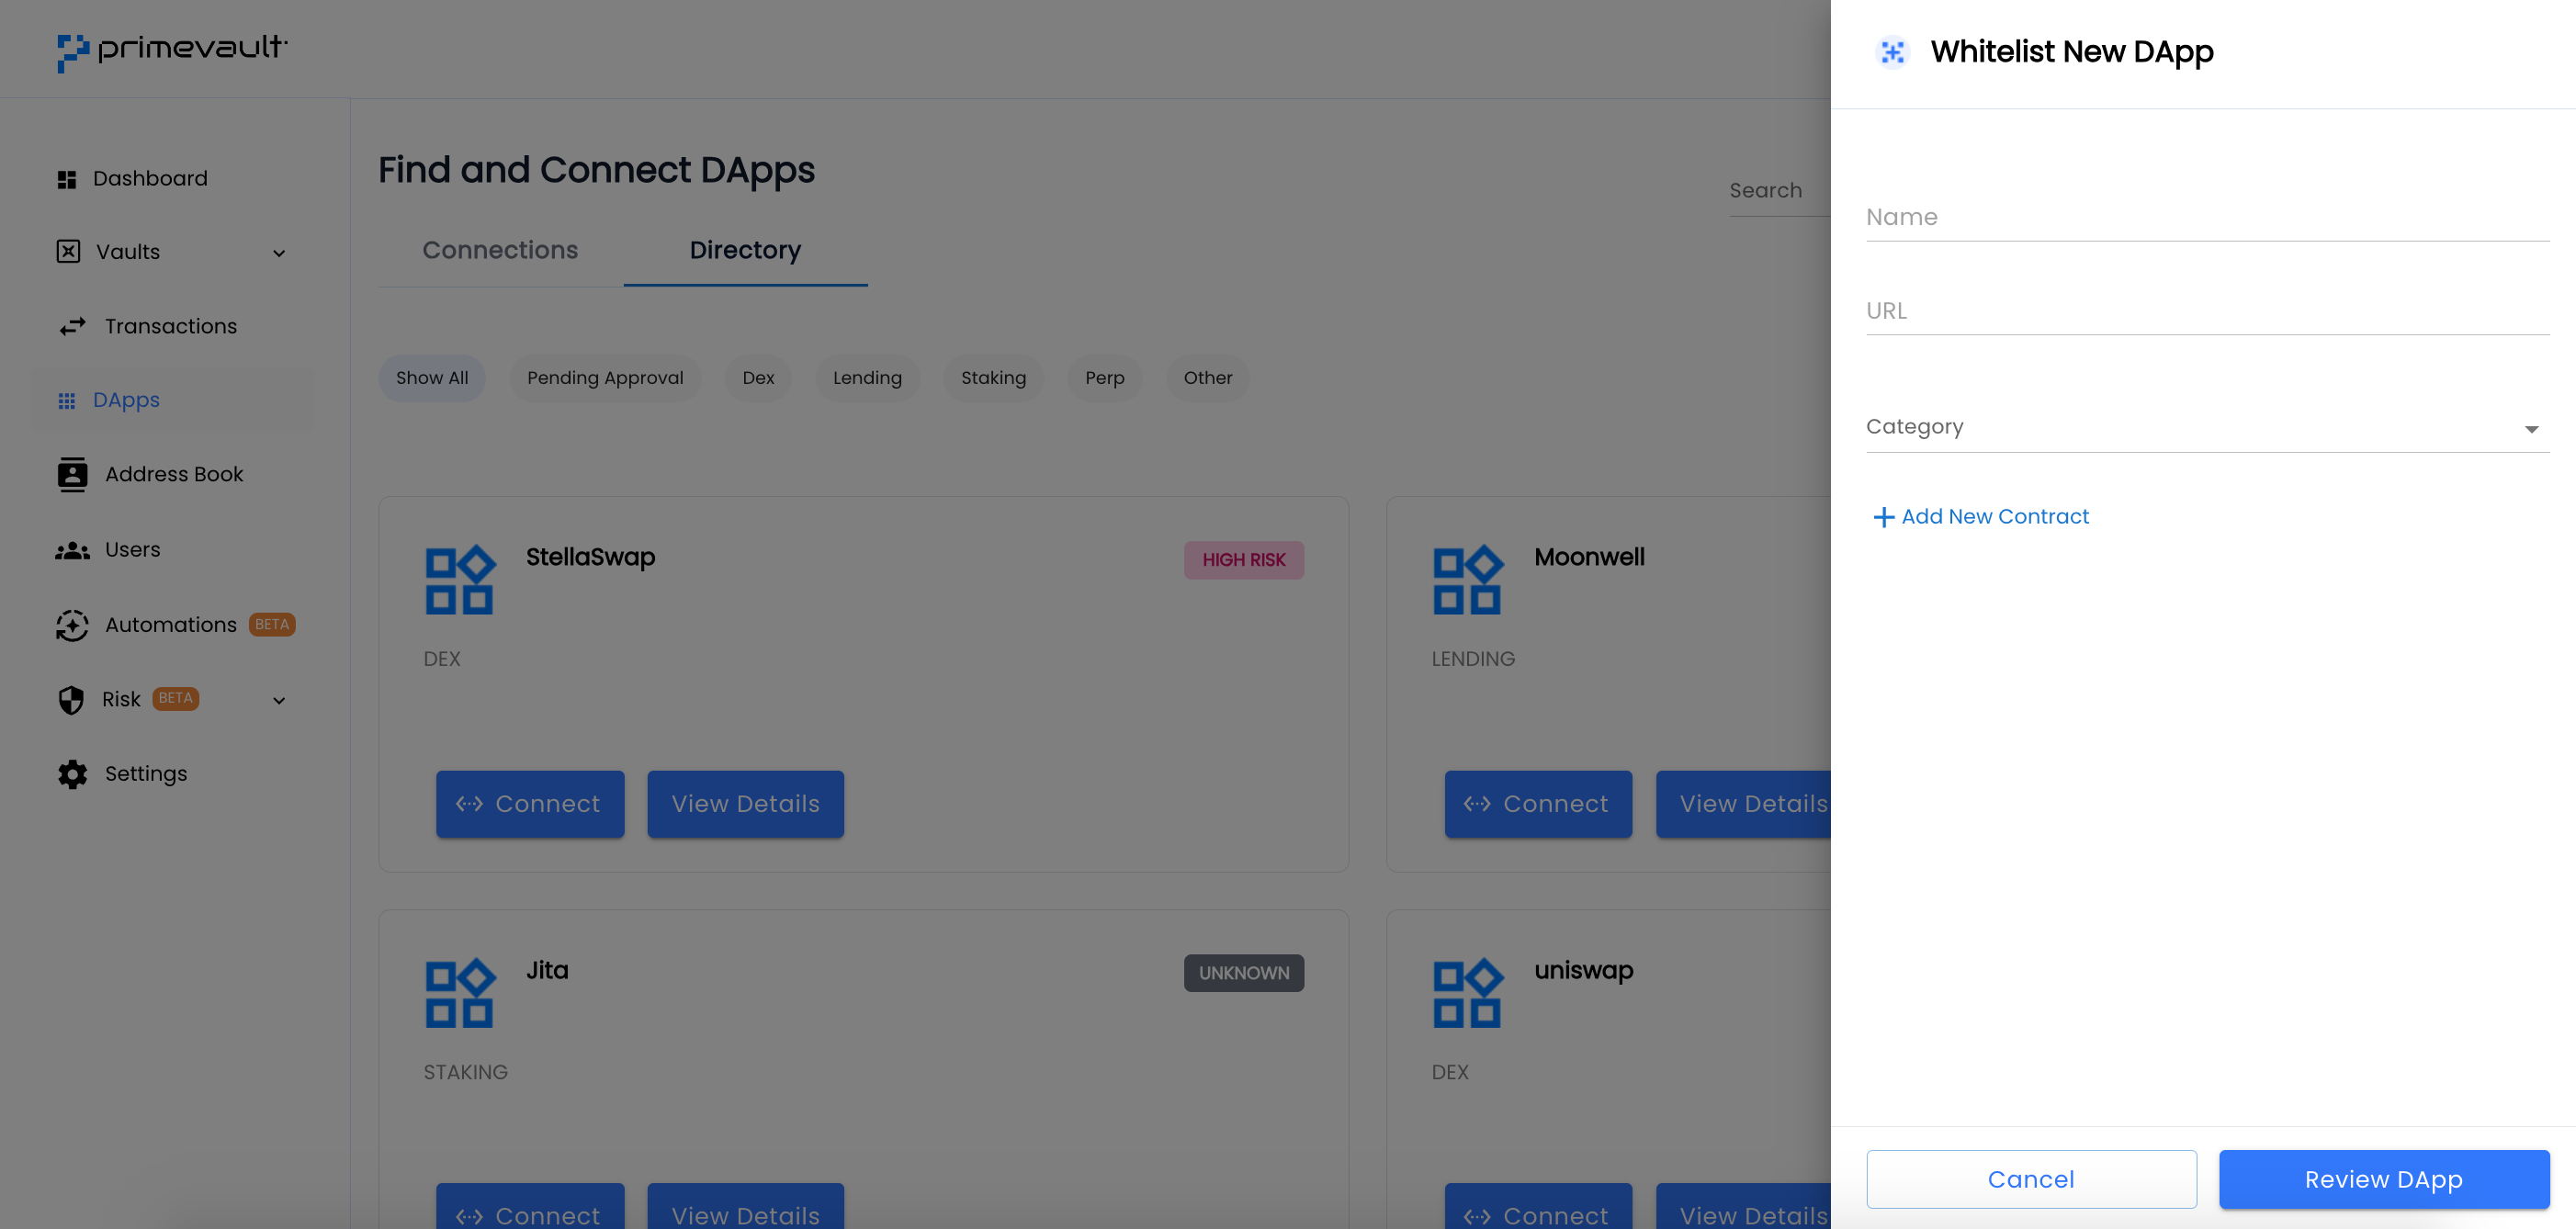 primevault
Dashboard
Vaults
Transactions
DApps
Address Book
Users
Automations BETA
Risk BETA
Settings
Find and Connect DApps
Search
Connections Directory
Show All Pending Approval Dex Lending Staking Perp Other
StellaSwap HIGH RISK
DEX
Connect View Details
Moonwell
LENDING
Connect View Details
Jita UNKNOWN
STAKING
Connect View Details
uniswap
DEX
Connect View Details
Whitelist New DApp
Name
URL
Category
Add New Contract
Cancel Review DApp